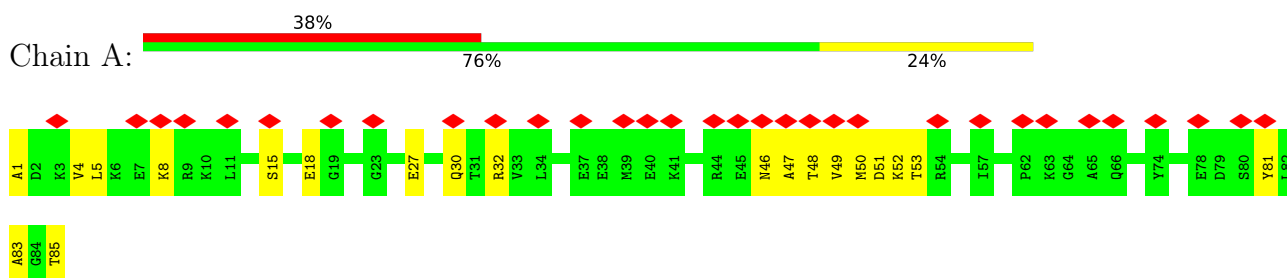 38%
Chain A:
76% 24%
A1 D2 K3 V4 L5 K6 E7 K8 R9 K10 L11 S15 E18 G19 G23 E27 Q30 T31 R32 V33 L34 E37 E38 M39 E40 K41 R44 E45 N46 A47 T48 V49 M50 D51 K52 T53 R54 I57 P62 K63 G64 A65 Q66 Y74 E78 D79 S80 Y81 L82
A83 G84 T85